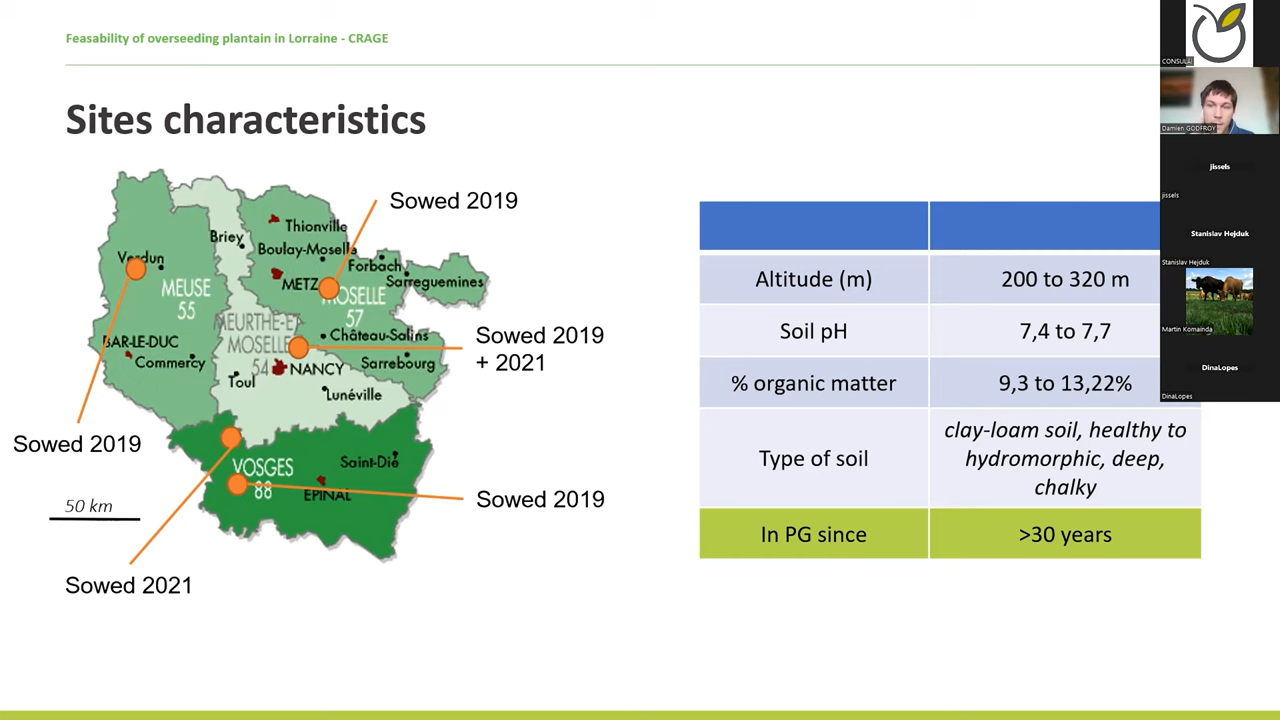 Feasability of overseeding plantain in Lorraine - CRAGE
Sites characteristics
Sowed 2019
Thionville
Briey
Boulay-Moselle
Verdun
Forbach
METZ
Sarreguemines
MEUSE
55
MOSELLE
57
MEURTHE-ET
MOSELLE
54
Château-Salins
Sowed 2019
+ 2021
BAR-LE-DUC
Commercy
NANCY
Sarrebourg
Toul
Lunéville
Sowed 2019
VOSGES
88
Saint-Dié
EPINAL
Sowed 2019
50 km
Sowed 2021
Altitude (m)
200 to 320 m
Soil pH
7,4 to 7,7
% organic matter
9,3 to 13,22%
Type of soil
clay-loam soil, healthy to
hydromorphic, deep,
chalky
In PG since
>30 years
CONSULAI
Damien GODFROY
jissels
jissels
Stanislav Hejduk
Stanislav Hejduk
Martin Komainda
DinaLopes
DinaLopes